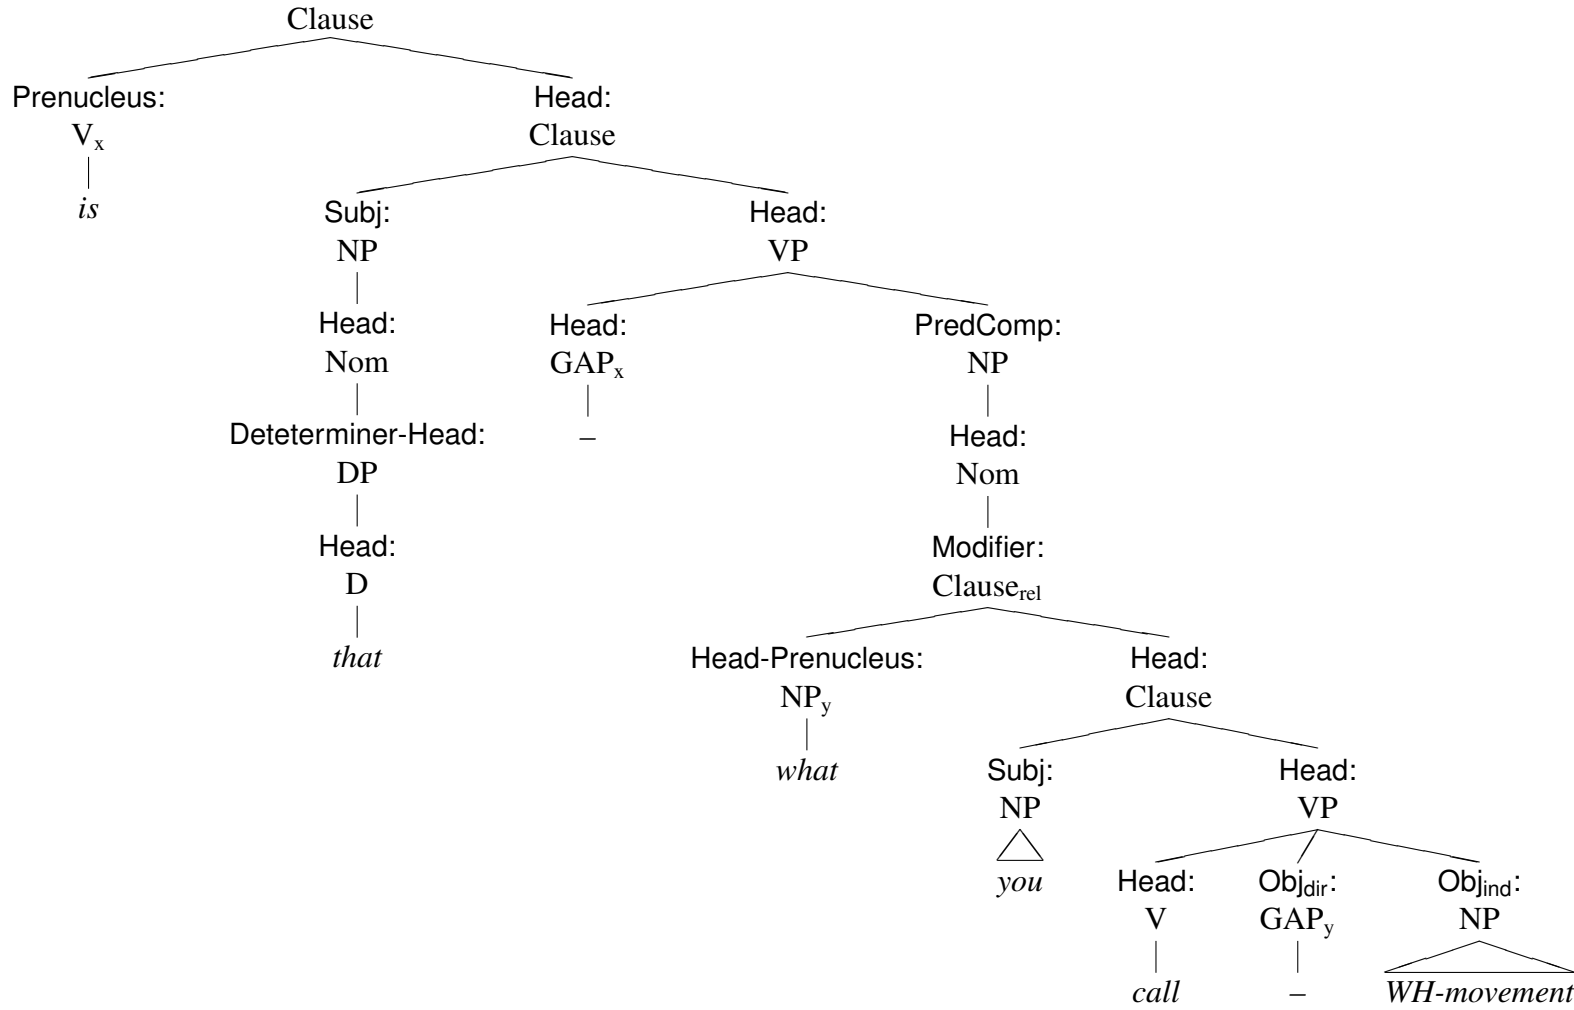 Clause
Prenucleus: Head:
Vx Clause
is Subj: Head:
NP VP
Head: Head: PredComp:
Nom GAPx NP
Deteterminer-Head: – Head:
DP Nom
Head: Modifier:
D Clauserel
that Head-Prenucleus: Head:
NPy Clause
what Subj: Head:
NP VP
you Head: Objdir: Objind:
V GAPy NP
call – WH-movement